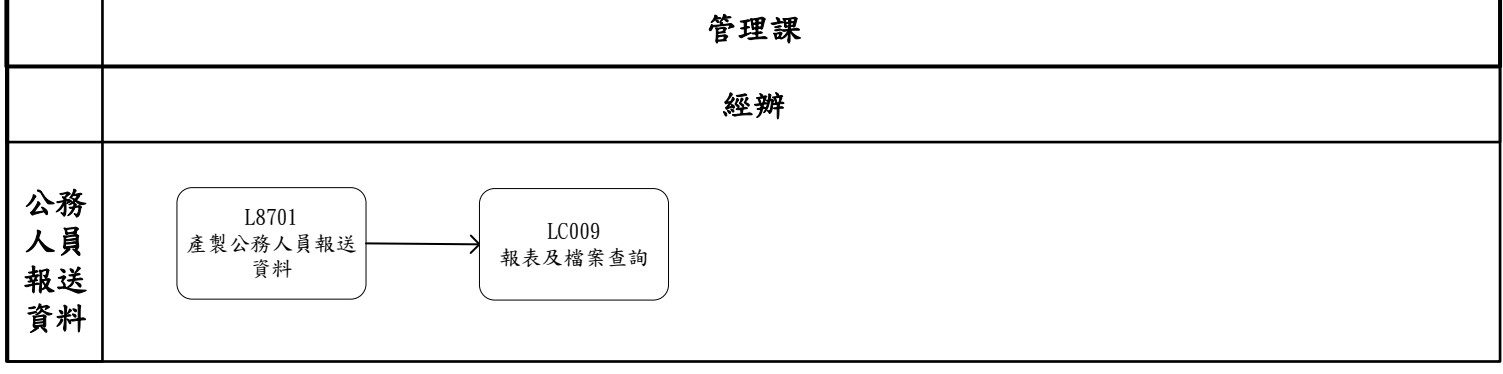 管理課
經辦
公務
人員
報送
資料
L8701
產製公務人員報送
資料
LC009
報表及檔案查詢